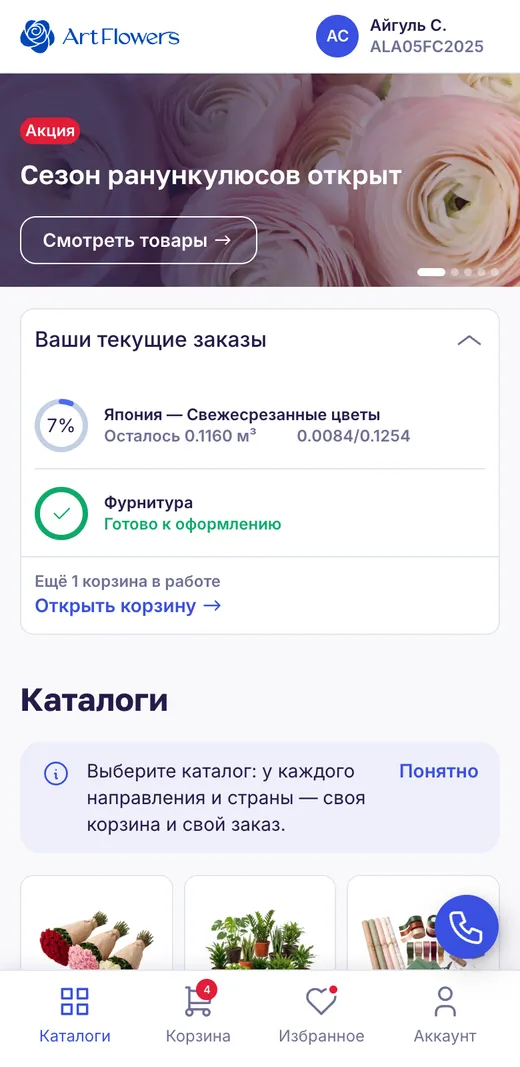 ArtFlowers
АС
Айгуль С.
ALA05FC2025
Акция
Сезон ранункулюсов открыт
Смотреть товары →
Ваши текущие заказы
7%
Япония — Свежесрезанные цветы
Осталось 0.1160 м³ 0.0084/0.1254
Фурнитура
Готово к оформлению
Ещё 1 корзина в работе
Открыть корзину →
Каталоги
Выберите каталог: у каждого
направления и страны — своя
корзина и свой заказ.
Понятно
4
Каталоги
Корзина
Избранное
Аккаунт